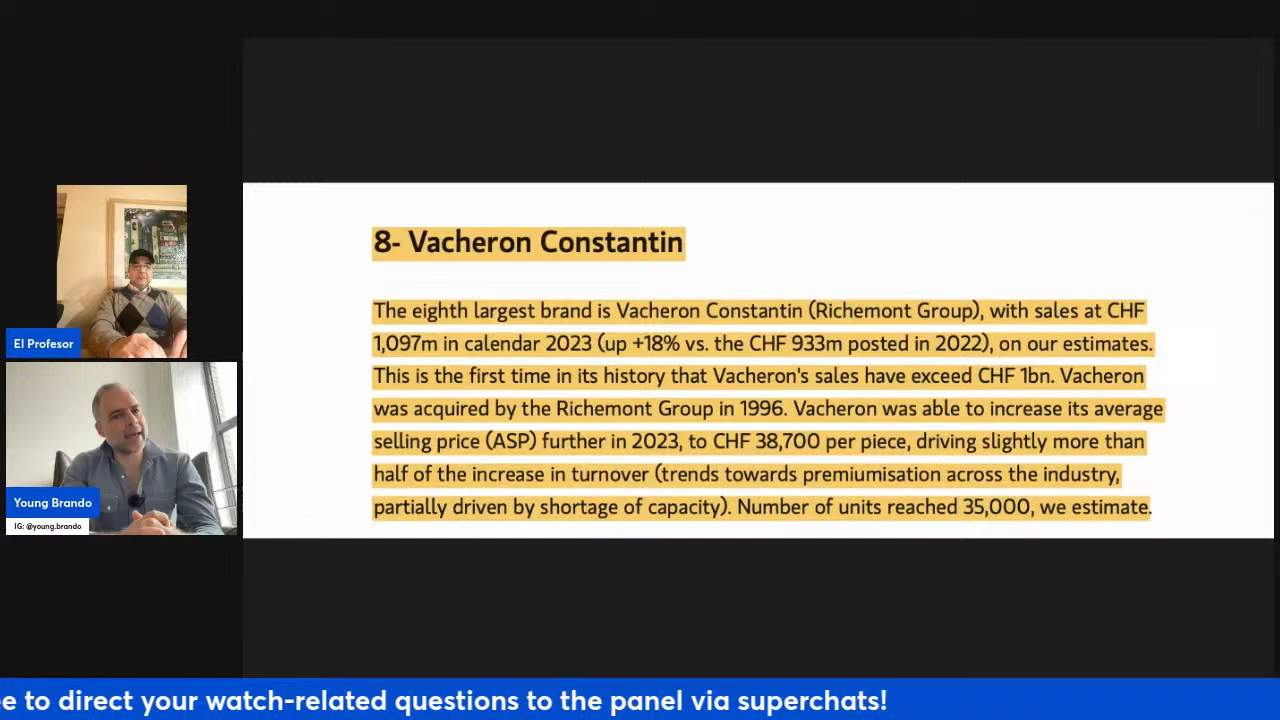 El Profesor
Young Brando
IG: @young.brando
8- Vacheron Constantin
The eighth largest brand is Vacheron Constantin (Richemont Group), with sales at CHF
1,097m in calendar 2023 (up +18% vs. the CHF 933m posted in 2022), on our estimates.
This is the first time in its history that Vacheron's sales have exceed CHF 1bn. Vacheron
was acquired by the Richemont Group in 1996. Vacheron was able to increase its average
selling price (ASP) further in 2023, to CHF 38,700 per piece, driving slightly more than
half of the increase in turnover (trends towards premiumisation across the industry,
partially driven by shortage of capacity). Number of units reached 35,000, we estimate.
e to direct your watch-related questions to the panel via superchats!